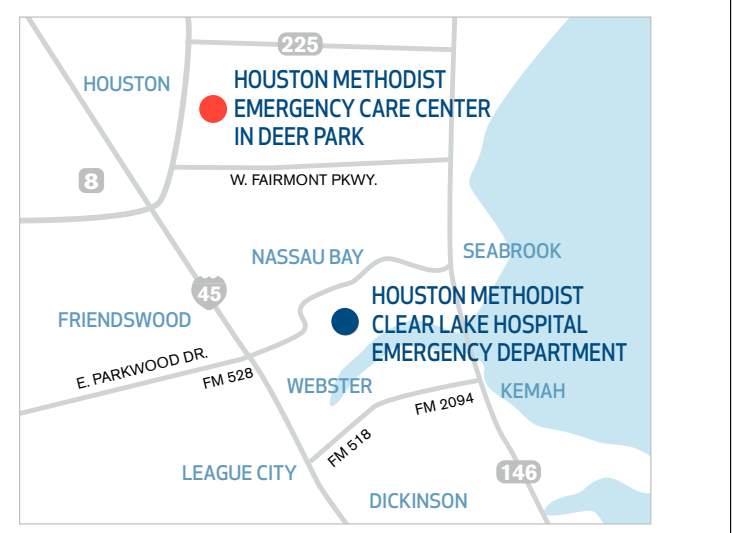 225
HOUSTON
HOUSTON METHODIST
EMERGENCY CARE CENTER
IN DEER PARK
8
W. FAIRMONT PKWY.
NASSAU BAY
SEABROOK
45
HOUSTON METHODIST
CLEAR LAKE HOSPITAL
EMERGENCY DEPARTMENT
FRIENDSWOOD
E. PARKWOOD DR.
FM 528
WEBSTER
KEMAH
FM 2094
FM 518
LEAGUE CITY
146
DICKINSON